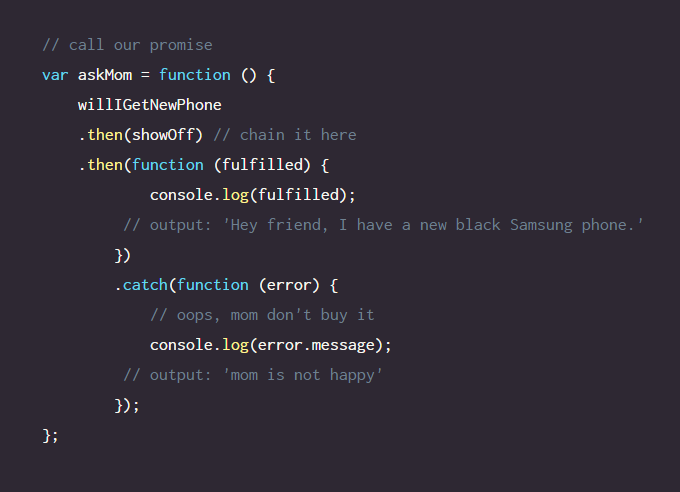 // call our promise
var askMom = function () {
willIGetNewPhone
.then(showOff) // chain it here
.then(function (fulfilled) {
console.log(fulfilled);
// output: 'Hey friend, I have a new black Samsung phone.'
})
.catch(function (error) {
// oops, mom don't buy it
console.log(error.message);
// output: 'mom is not happy'
});
};